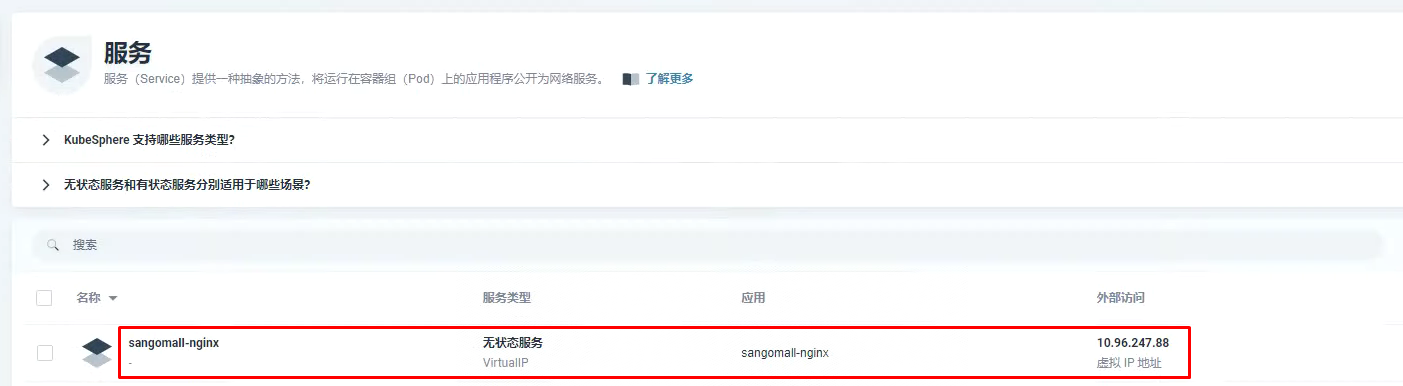 服务
服务（Service）提供一种抽象的方法，将运行在容器组（Pod）上的应用程序公开为网络服务。 了解更多
KubeSphere 支持哪些服务类型?
无状态服务和有状态服务分别适用于哪些场景?
搜索
名称 服务类型 应用 外部访问
sangomall-nginx 无状态服务 sangomall-nginx 10.96.247.88
- VirtualIP 虚拟 IP 地址